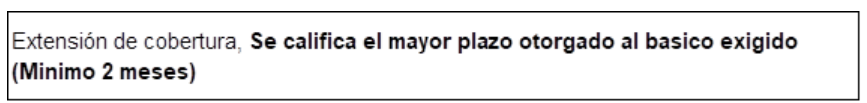 Extensión de cobertura, Se califica el mayor plazo otorgado al basico exigido
(Minimo 2 meses)